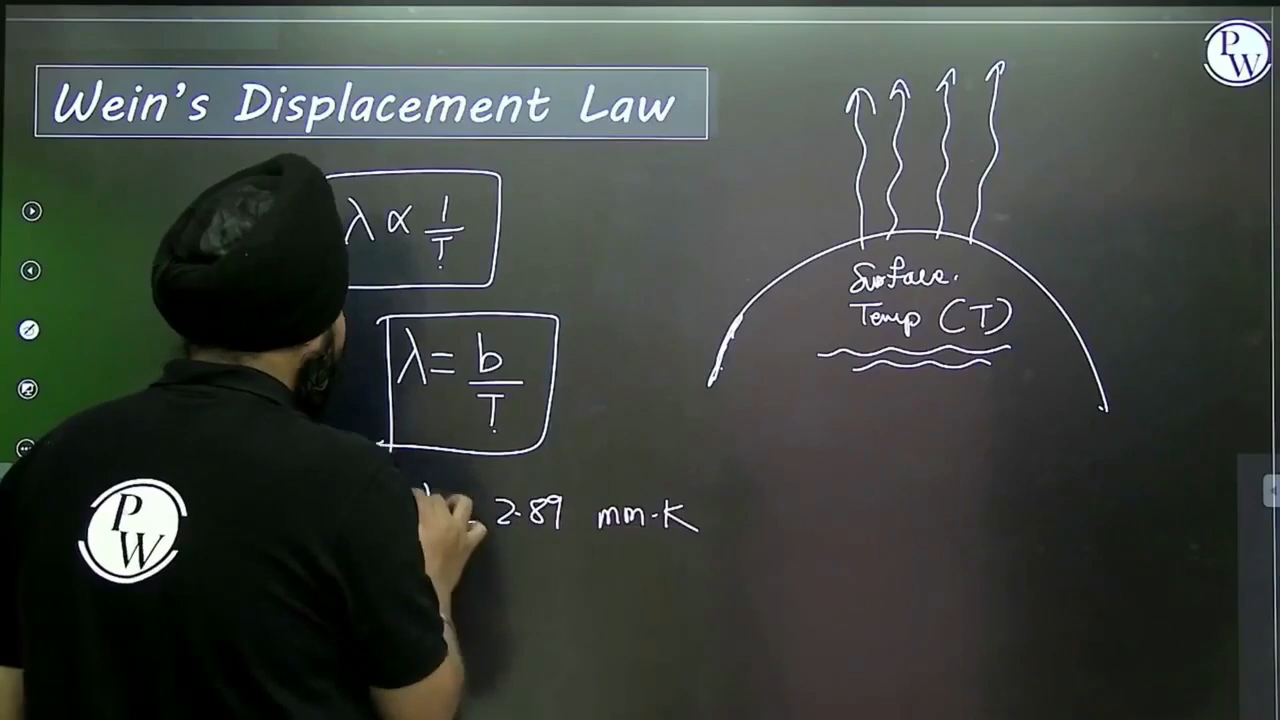 Wein's Displacement Law
PW
λ ∝ 1/T
Surface.
Temp (T)
λ = b/T
2.89 mm.K
PW